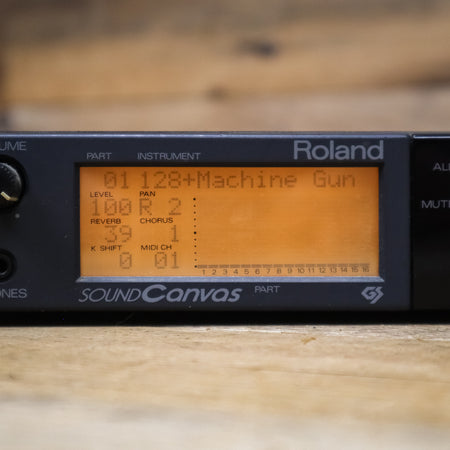 UME
PART INSTRUMENT
Roland
01 128+Machine Gun
LEVEL PAN
100 R 2
REVERB CHORUS
39 1
K SHIFT MIDI CH
0 01
1 2 3 4 5 6 7 8 9 10 11 12 13 14 15 16
ONES
SOUND Canvas
PART
GS
ALL
MUTE